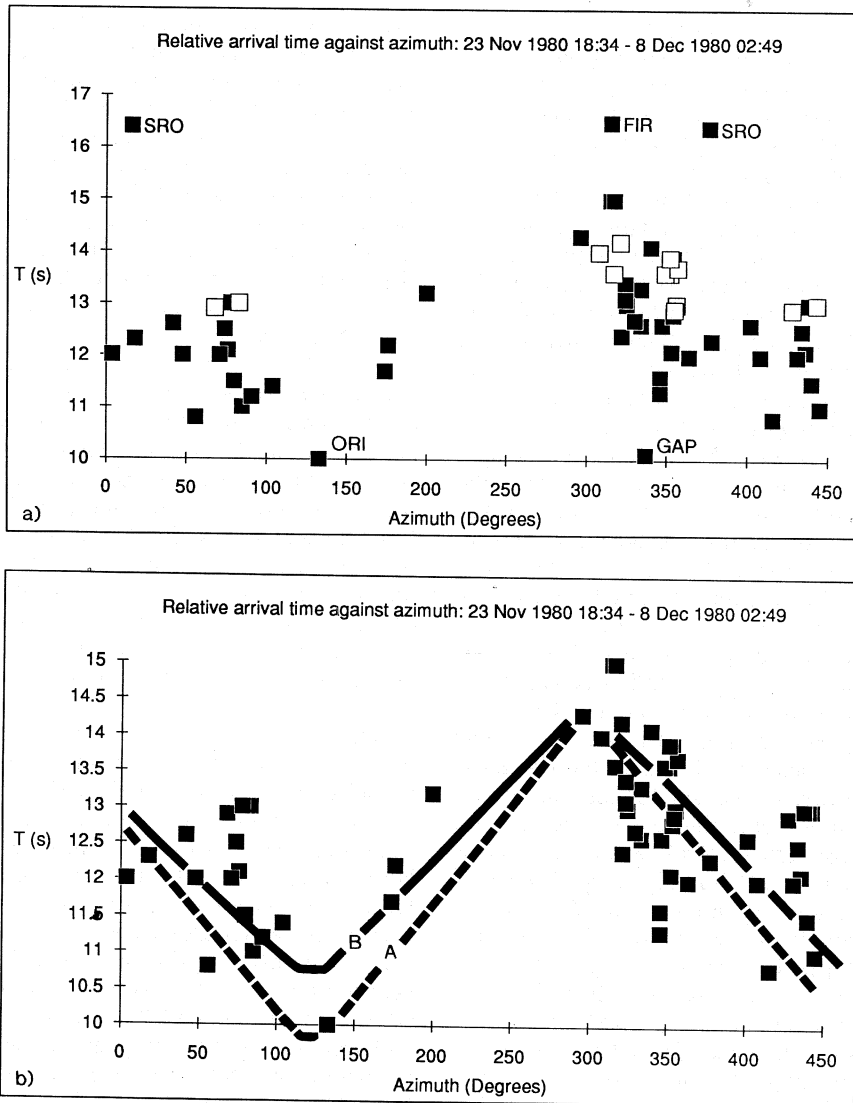 Relative arrival time against azimuth: 23 Nov 1980 18:34 - 8 Dec 1980 02:49
17
SRO
FIR
SRO
16
15
14
T (s)
13
12
11
ORI
GAP
10
0 50 100 150 200 250 300 350 400 450
Azimuth (Degrees)
a)
Relative arrival time against azimuth: 23 Nov 1980 18:34 - 8 Dec 1980 02:49
15
14.5
14
13.5
13
T (s)
12.5
12
11.5
11
B
A
10.5
10
0 50 100 150 200 250 300 350 400 450
Azimuth (Degrees)
b)